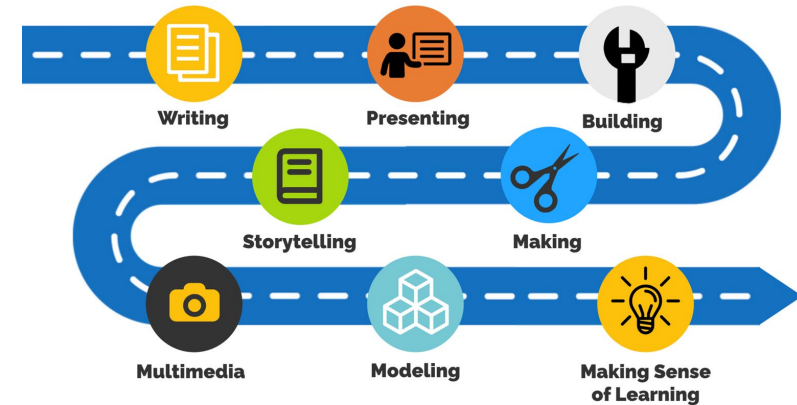 Writing
Presenting
Building
Storytelling
Making
Multimedia
Modeling
Making Sense
of Learning